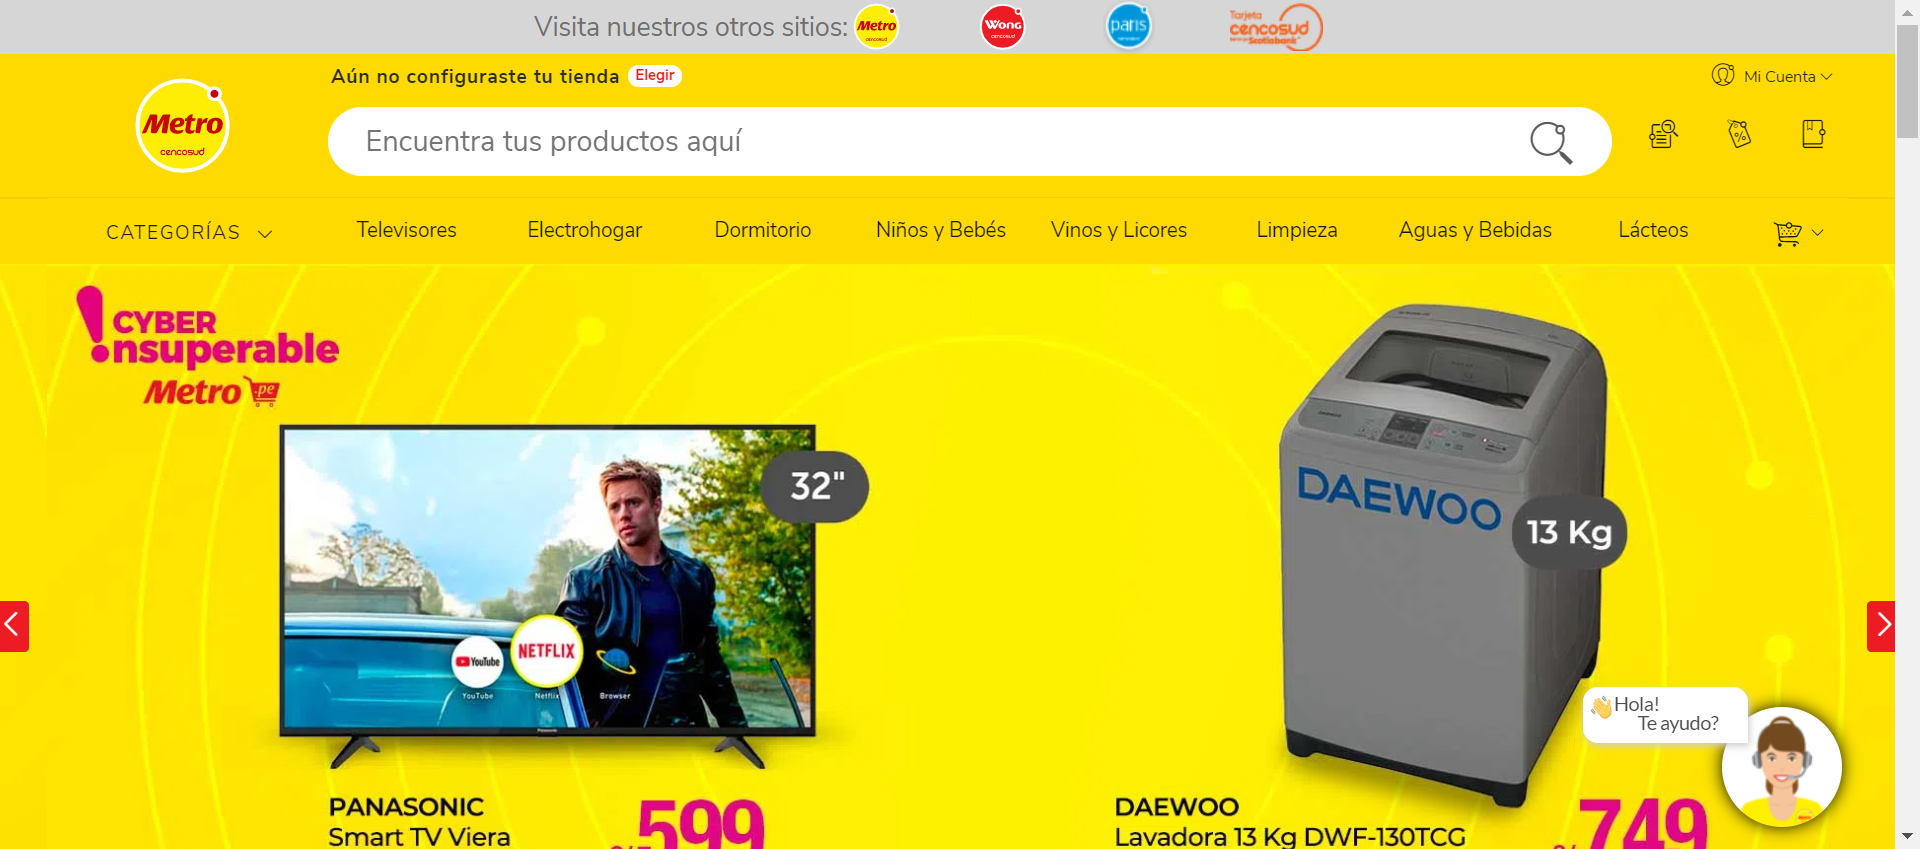 Visita nuestros otros sitios:
Metro
cencosud
Wong
cencosud
paris
Tarjeta
cencosud
Scotiabank
Aún no configuraste tu tienda
Elegir
Mi Cuenta
Metro
cencosud
Encuentra tus productos aquí
CATEGORÍAS
Televisores
Electrohogar
Dormitorio
Niños y Bebés
Vinos y Licores
Limpieza
Aguas y Bebidas
Lácteos
CYBER
!nsuperable
Metro .pe
32"
YouTube
NETFLIX
YouTube
Netflix
Browser
Panasonic
DAEWOO
DAEWOO
13 Kg
👋Hola!
Te ayudo?
PANASONIC
Smart TV Viera
599
DAEWOO
Lavadora 13 Kg DWF-130TCG
749